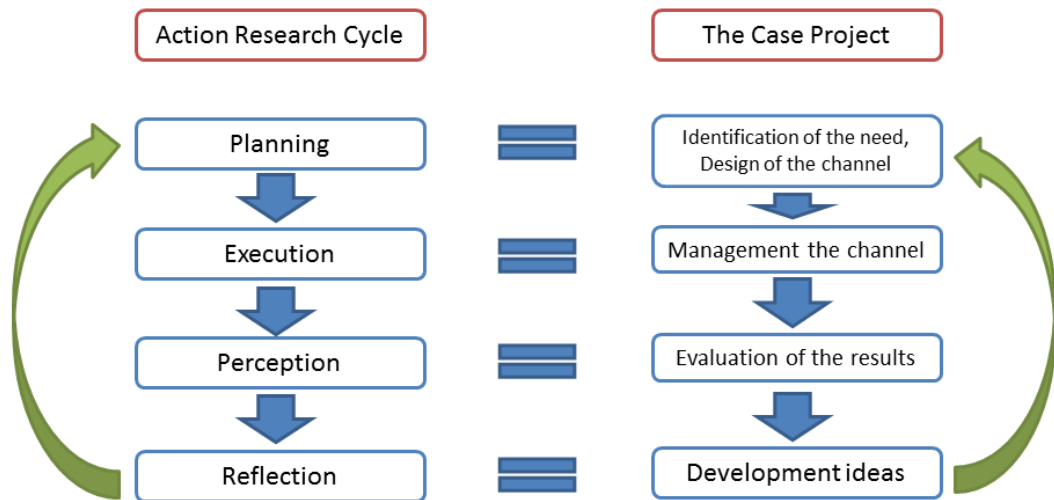 Action Research Cycle
The Case Project
Planning
Identification of the need,
Design of the channel
Execution
Management the channel
Perception
Evaluation of the results
Reflection
Development ideas